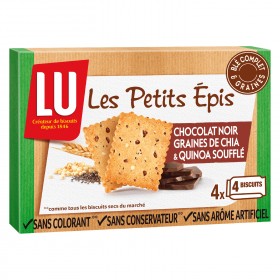 LU
Créateur de biscuits
depuis 1846
Les Petits Épis
BLÉ COMPLET
& GRAINES
CHOCOLAT NOIR
GRAINES DE CHIA
& QUINOA SOUFFLÉ
4x 4 BISCUITS
**comme tous les biscuits secs du marché
✓SANS COLORANT** ✓SANS CONSERVATEUR** ✓SANS ARÔME ARTIFICIEL